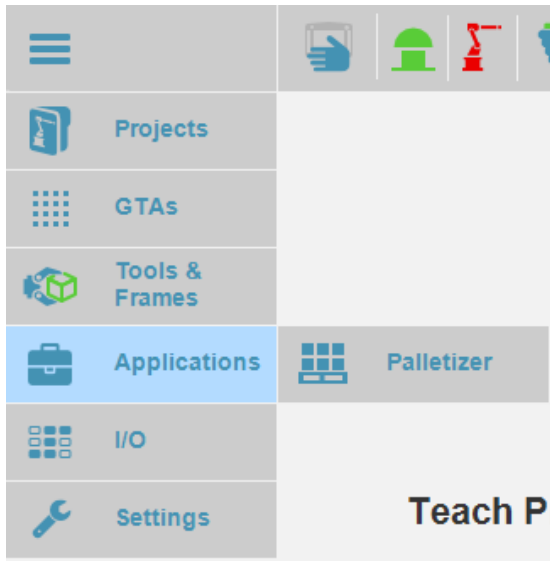 Projects
GTAs
Tools &
Frames
Applications
Palletizer
I/O
Settings
Teach P